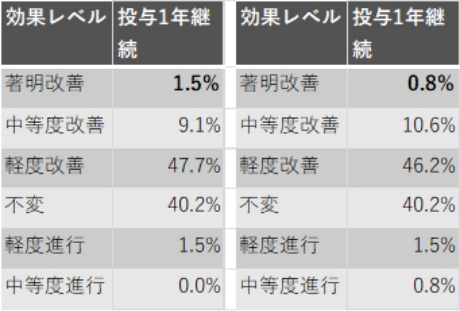 効果レベル 投与1年継続
著明改善 1.5%
中等度改善 9.1%
軽度改善 47.7%
不変 40.2%
軽度進行 1.5%
中等度進行 0.0%
効果レベル 投与1年継続
著明改善 0.8%
中等度改善 10.6%
軽度改善 46.2%
不変 40.2%
軽度進行 1.5%
中等度進行 0.8%